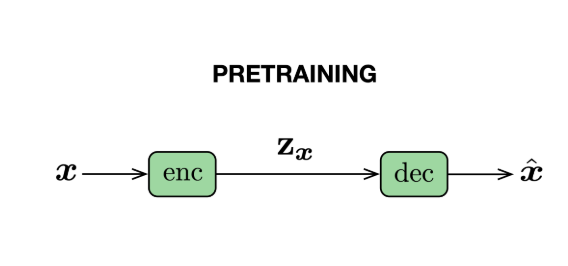 PRETRAINING
z_x
x enc dec x̂